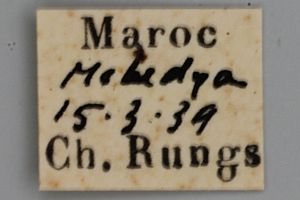 Maroc
Mehedya
15.3.39
Ch. Rungs